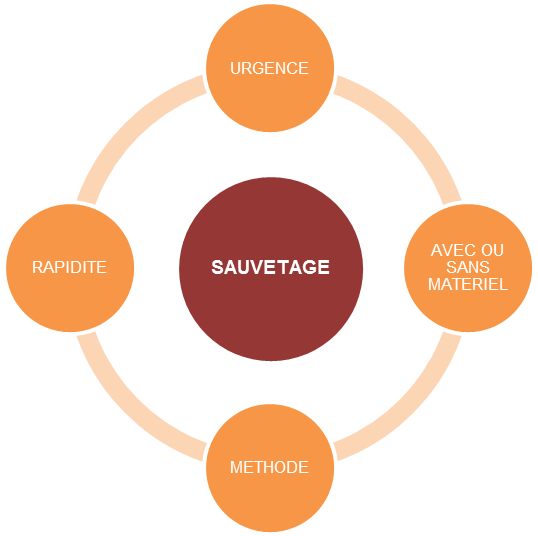 URGENCE
AVEC OU
SANS
MATERIEL
SAUVETAGE
RAPIDITE
METHODE